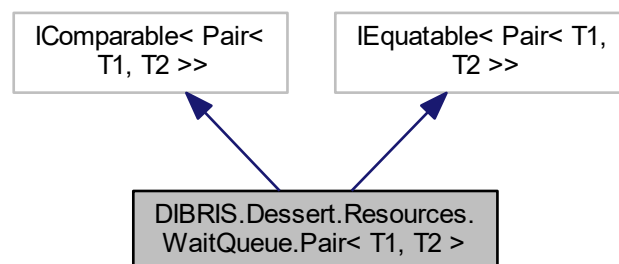 IComparable< Pair<
T1, T2 >>
IEquatable< Pair< T1,
T2 >>
DIBRIS.Dessert.Resources.
WaitQueue.Pair< T1, T2 >